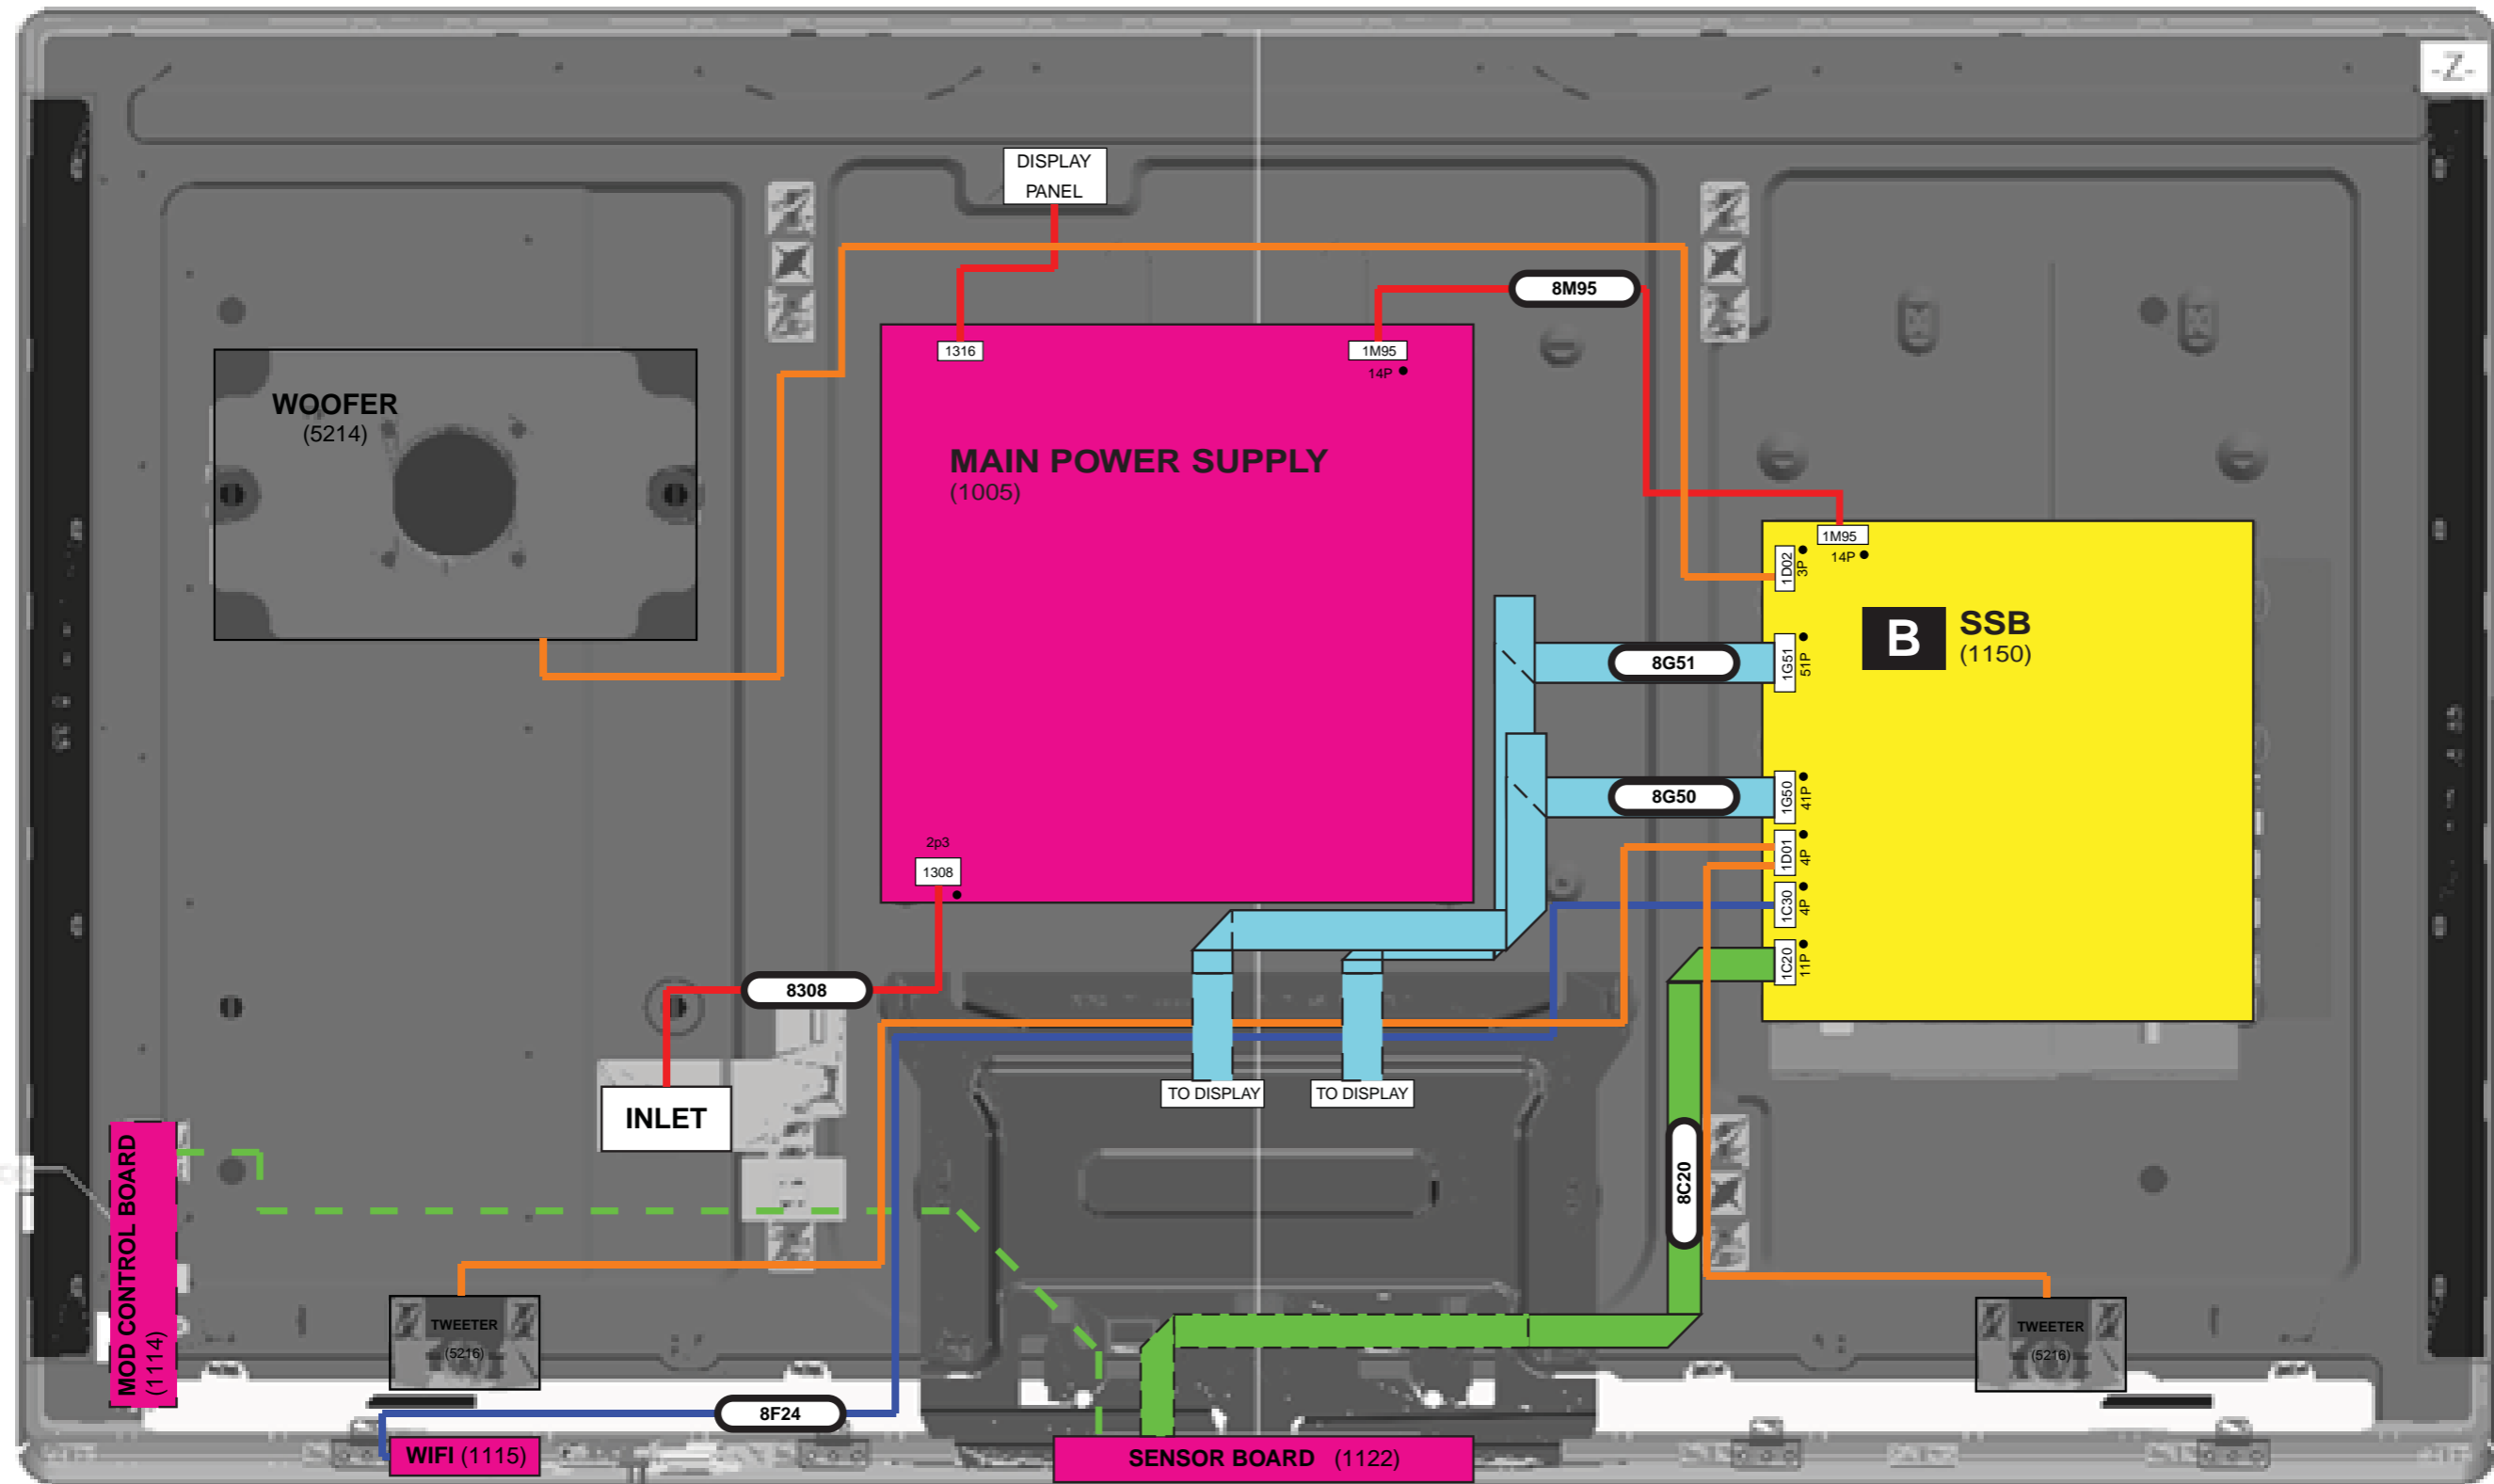 -Z-
DISPLAY
PANEL
8M95
1316
1M95
14P
WOOFER
(5214)
MAIN POWER SUPPLY
(1005)
1M95
14P
1D02
3P
B
SSB
(1150)
8G51
1G51
51P
8G50
1G50
41P
1D01
4P
1C30
4P
1C20
11P
2p3
1308
8308
INLET
TO DISPLAY
TO DISPLAY
8C20
MOD CONTROL BOARD
(1114)
TWEETER
(5216)
TWEETER
(5216)
8F24
WIFI (1115)
SENSOR BOARD (1122)